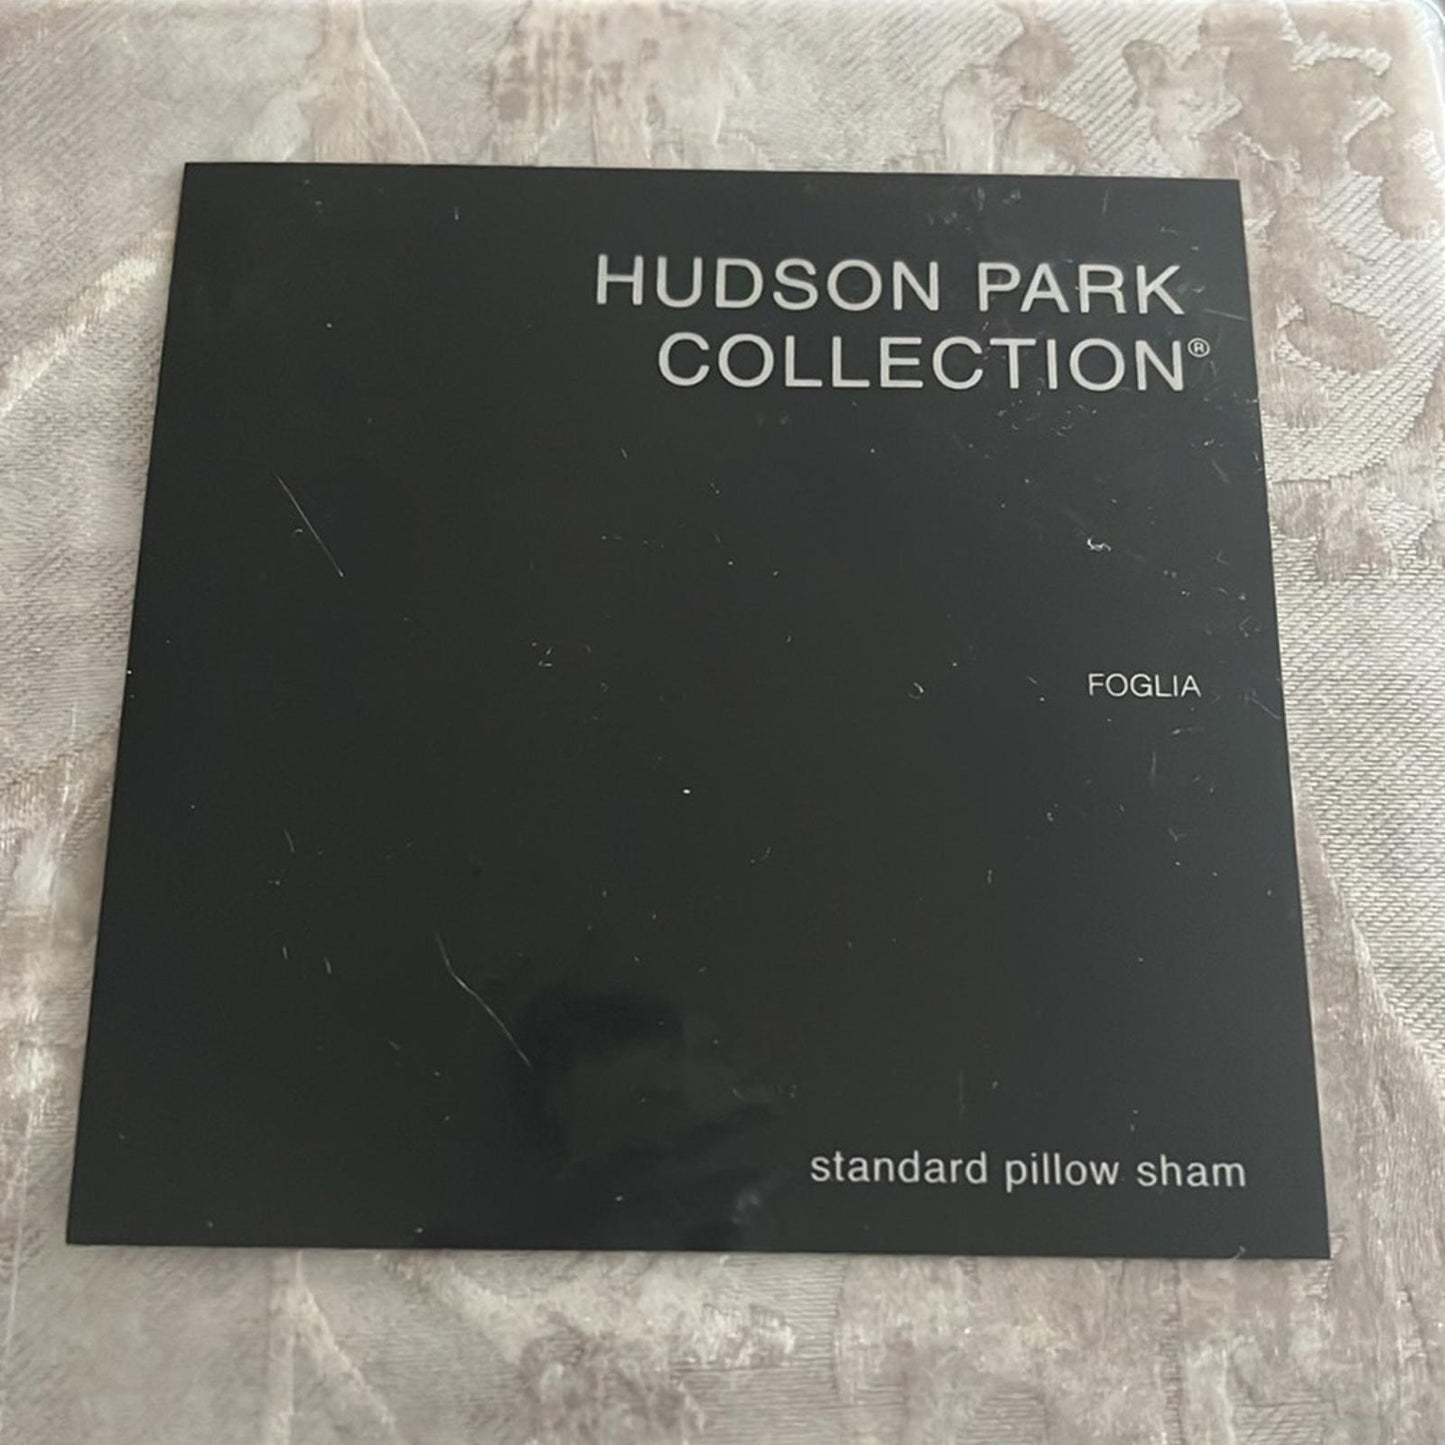 HUDSON PARK
COLLECTION®
FOGLIA
standard pillow sham